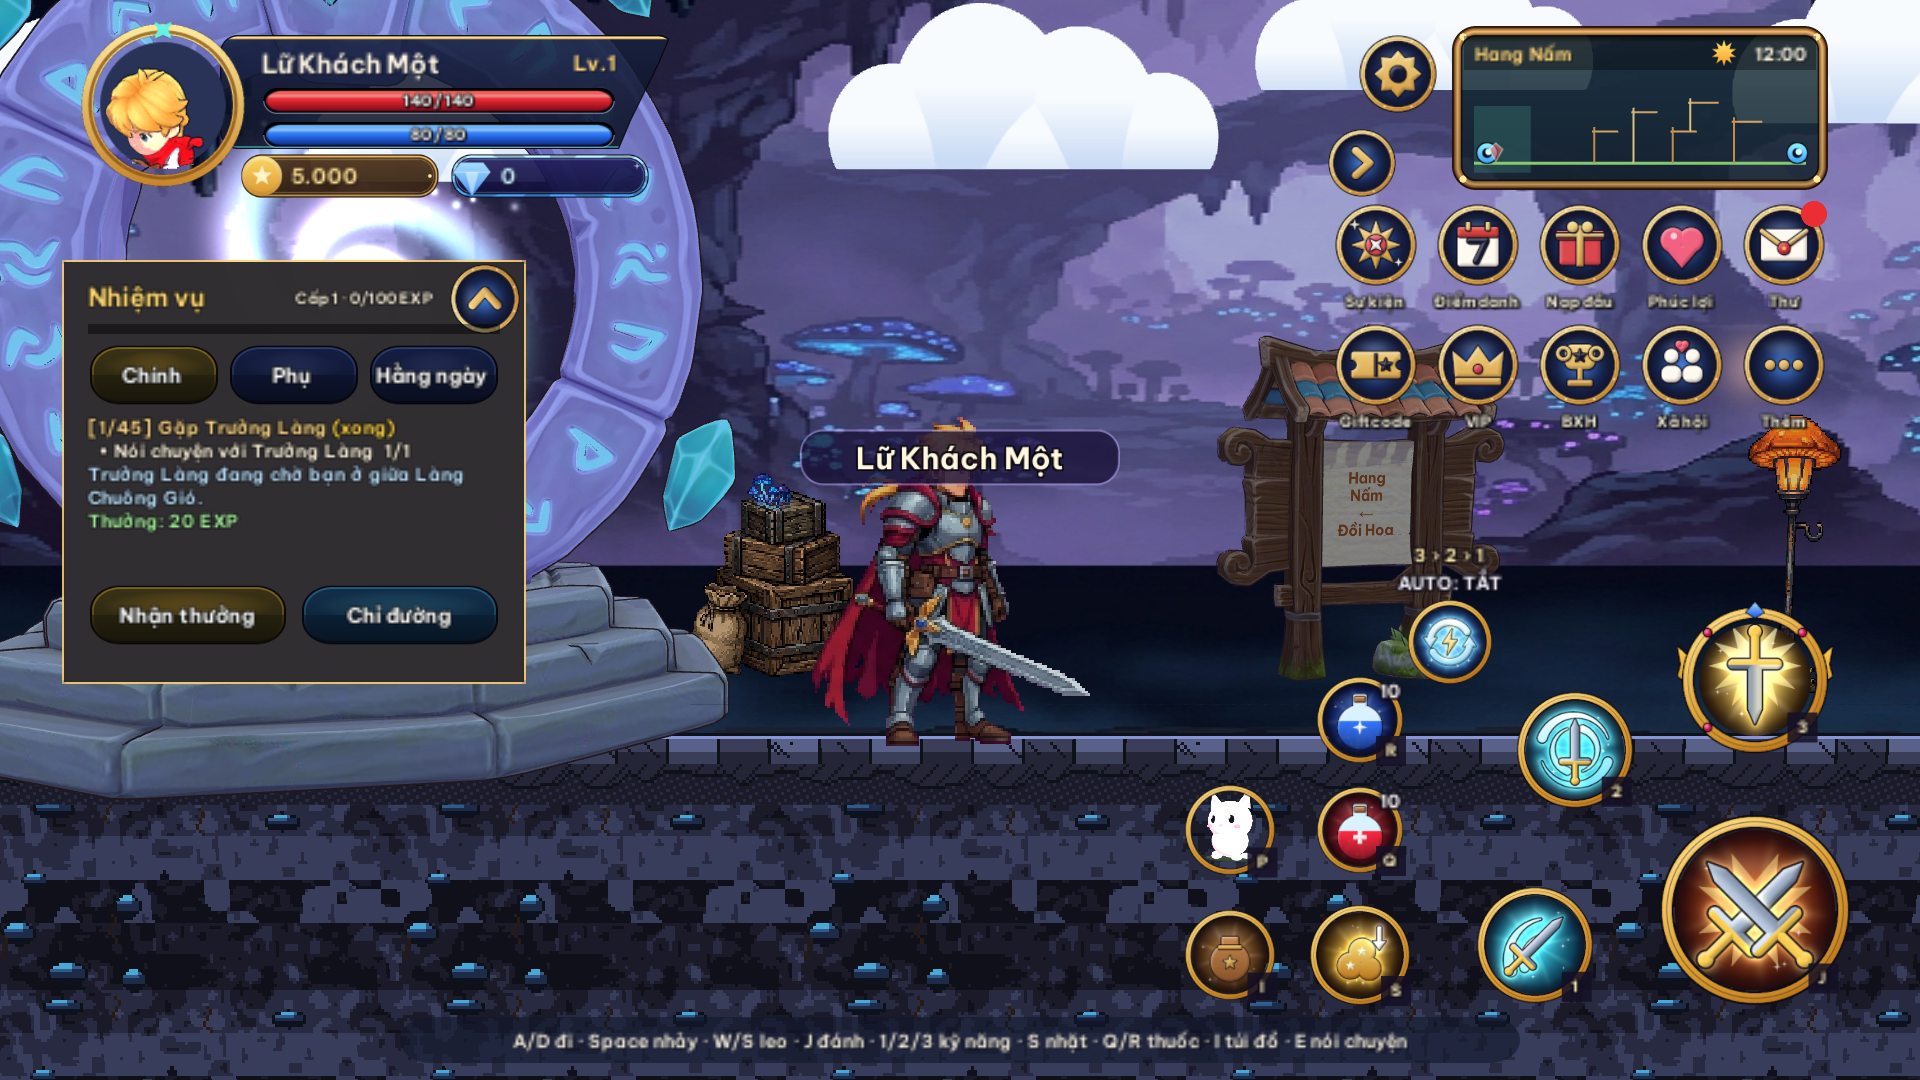 Lữ Khách Một
Lv.1
140/140
80/80
5.000
0
Hang Nấm
12:00
Nhiệm vụ
Cấp 1 · 0/100 EXP
Chính
Phụ
Hằng ngày
[1/45] Gặp Trưởng Làng (xong)
• Nói chuyện với Trưởng Làng 1/1
Trưởng Làng đang chờ bạn ở giữa Làng
Chuông Gió.
Thưởng: 20 EXP
Nhận thưởng
Chỉ đường
Sự kiện
Điểm danh
Nạp đầu
Phúc lợi
Thư
7
Giftcode
VIP
BXH
Xã hội
Thêm
Lữ Khách Một
Hang
Nấm
←
Đồi Hoa
3 › 2 › 1
AUTO: TẮT
10
R
3
2
10
P
Q
I
S
1
J
A/D đi · Space nhảy · W/S leo · J đánh · 1/2/3 kỹ năng · S nhặt · Q/R thuốc · I túi đồ · E nói chuyện